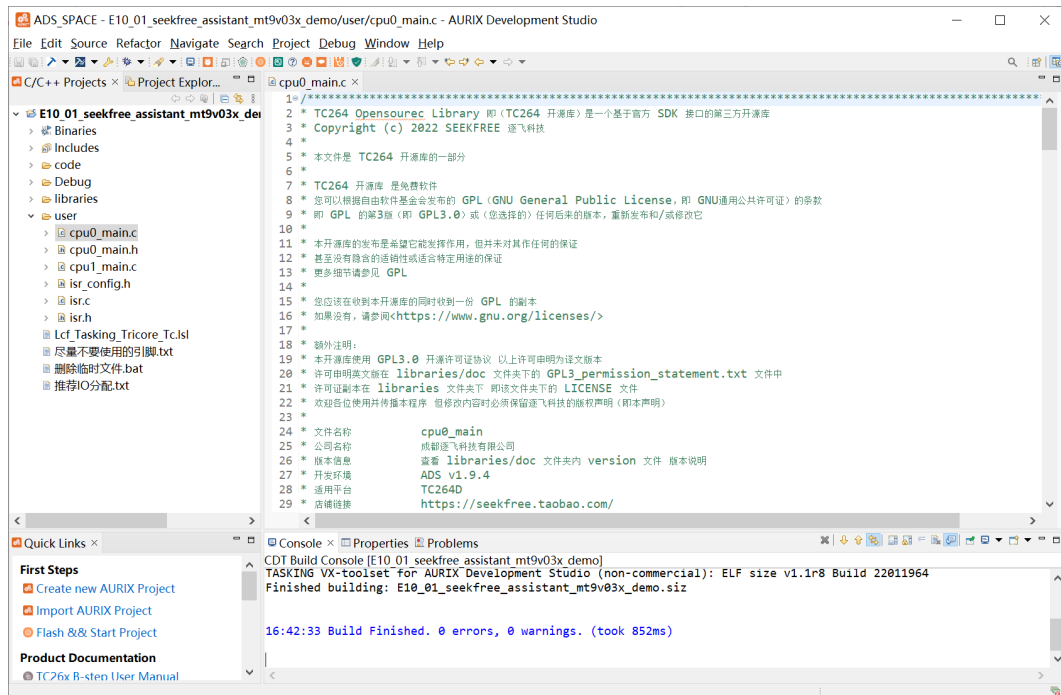 ADS_SPACE - E10_01_seekfree_assistant_mt9v03x_demo/user/cpu0_main.c - AURIX Development Studio
File Edit Source Refactor Navigate Search Project Debug Window Help
C/C++ Projects Project Explor...
E10_01_seekfree_assistant_mt9v03x_de
Binaries
Includes
code
Debug
libraries
user
cpu0_main.c
cpu0_main.h
cpu1_main.c
isr_config.h
isr.c
isr.h
Lcf_Tasking_Tricore_Tc.lsl
尽量不要使用的引脚.txt
删除临时文件.bat
推荐IO分配.txt
cpu0_main.c
1 /*********************************************************************************************************************
2 * TC264 Opensourec Library 即（TC264 开源库）是一个基于官方 SDK 接口的第三方开源库
3 * Copyright (c) 2022 SEEKFREE 逐飞科技
4 *
5 * 本文件是 TC264 开源库的一部分
6 *
7 * TC264 开源库 是免费软件
8 * 您可以根据自由软件基金会发布的 GPL（GNU General Public License，即 GNU通用公共许可证）的条款
9 * 即 GPL 的第3版（即 GPL3.0）或（您选择的）任何后来的版本，重新发布和/或修改它
10 *
11 * 本开源库的发布是希望它能发挥作用，但并未对其作任何的保证
12 * 甚至没有隐含的适销性或适合特定用途的保证
13 * 更多细节请参见 GPL
14 *
15 * 您应该在收到本开源库的同时收到一份 GPL 的副本
16 * 如果没有，请参阅<https://www.gnu.org/licenses/>
17 *
18 * 额外注明：
19 * 本开源库使用 GPL3.0 开源许可证协议 以上许可申明为译文版本
20 * 许可申明英文版在 libraries/doc 文件夹下的 GPL3_permission_statement.txt 文件中
21 * 许可证副本在 libraries 文件夹下 即该文件夹下的 LICENSE 文件
22 * 欢迎各位使用并传播本程序 但修改内容时必须保留逐飞科技的版权声明（即本声明）
23 *
24 * 文件名称 cpu0_main
25 * 公司名称 成都逐飞科技有限公司
26 * 版本信息 查看 libraries/doc 文件夹内 version 文件 版本说明
27 * 开发环境 ADS v1.9.4
28 * 适用平台 TC264D
29 * 店铺链接 https://seekfree.taobao.com/
Quick Links
First Steps
Create new AURIX Project
Import AURIX Project
Flash && Start Project
Product Documentation
TC26x B-step User Manual
Console Properties Problems
CDT Build Console [E10_01_seekfree_assistant_mt9v03x_demo]
TASKING VX-toolset for AURIX Development Studio (non-commercial): ELF size v1.1r8 Build 22011964
Finished building: E10_01_seekfree_assistant_mt9v03x_demo.siz
16:42:33 Build Finished. 0 errors, 0 warnings. (took 852ms)